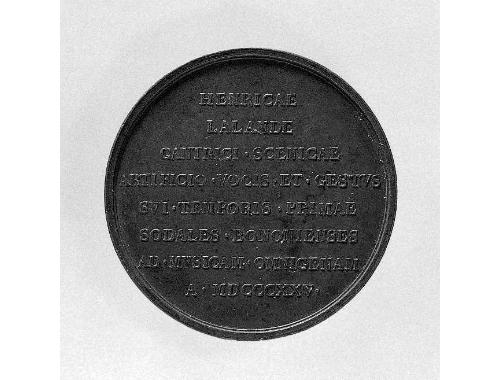 HENRICAE
LALANDE
CANTRICI · SCENICAE
ARTIFICIO · VOCIS · ET · GESTVS
SVI · TEMPORIS · PRIMAE
SODALES · BONONIENSES
AD · MVSICAM · OMNIGENAM
A · MDCCCXXV ·